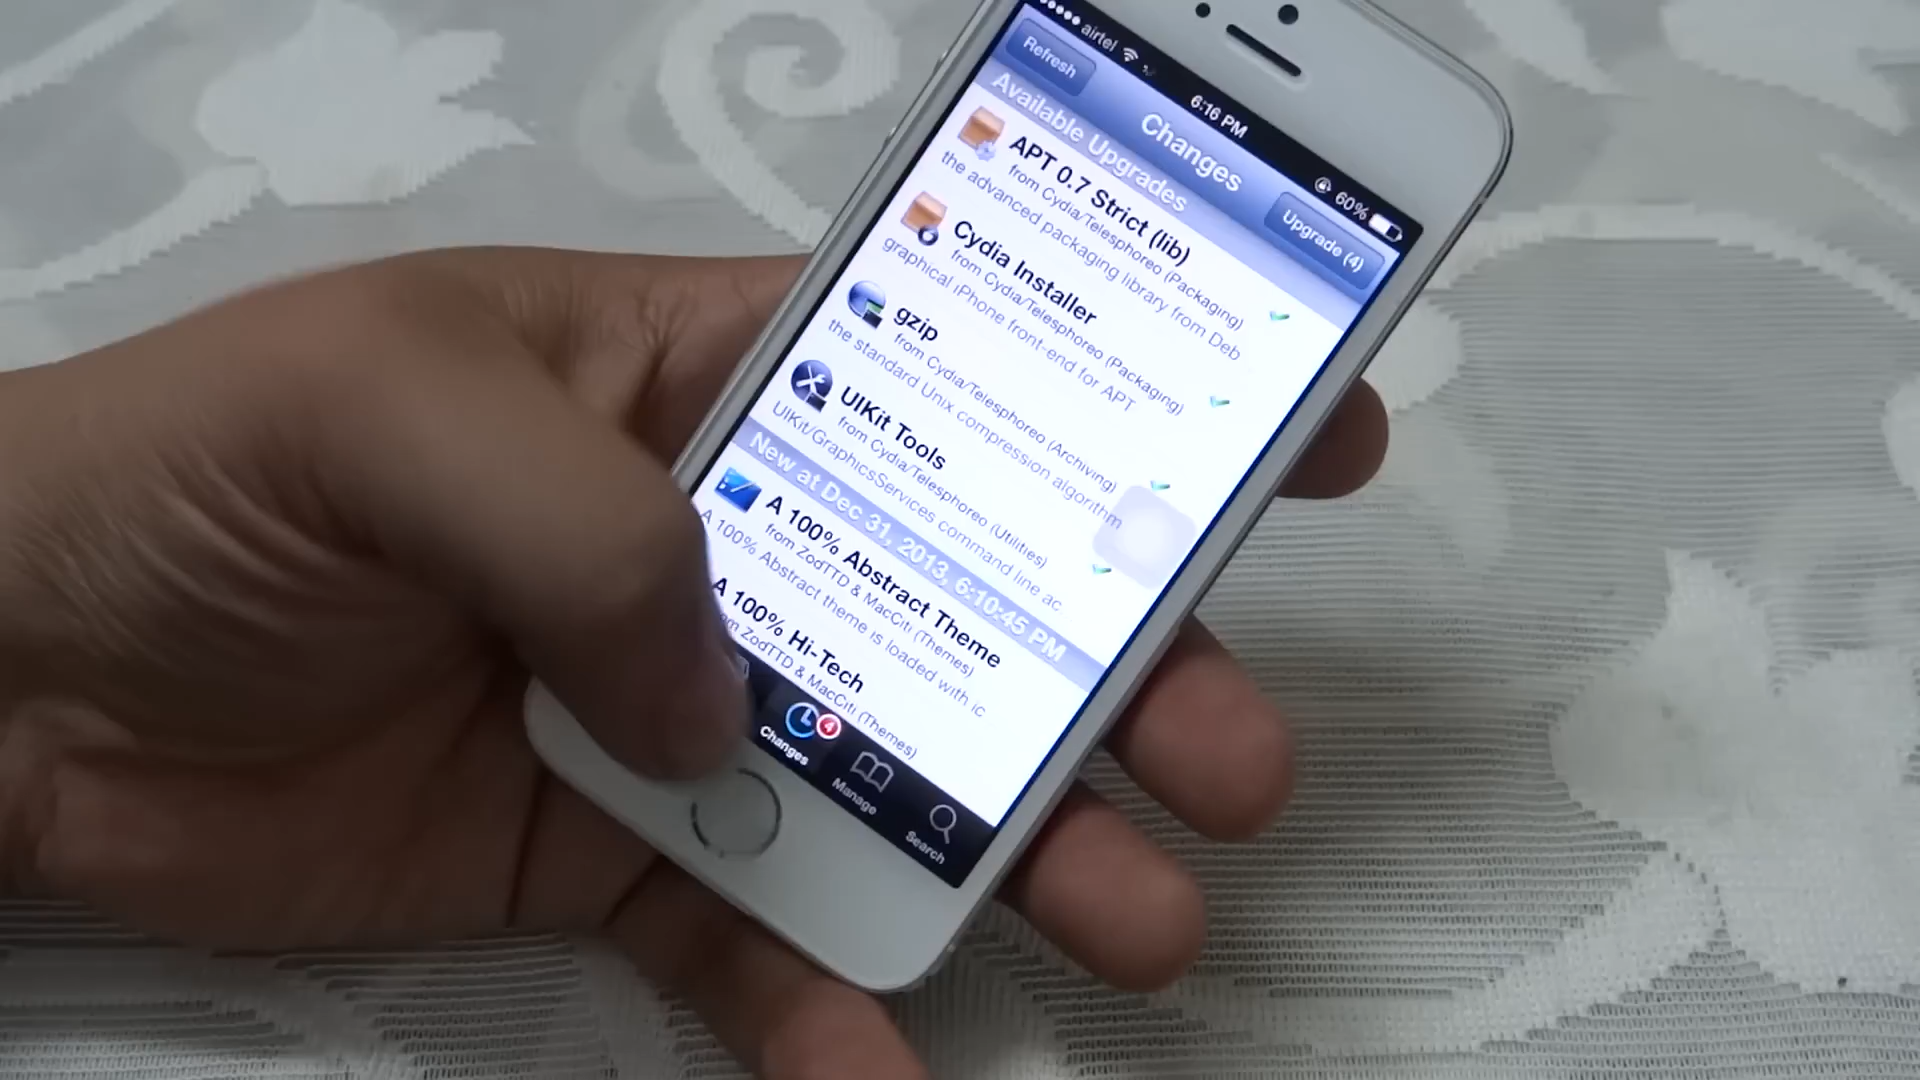 airtel
6:16 PM
60%
Refresh
Changes
Upgrade (4)
Available Upgrades
APT 0.7 Strict (lib)
from Cydia/Telesphoreo (Packaging)
the advanced packaging library from Deb
Cydia Installer
from Cydia/Telesphoreo (Packaging)
graphical iPhone front-end for APT
gzip
from Cydia/Telesphoreo (Archiving)
the standard Unix compression algorithm
UIKit Tools
from Cydia/Telesphoreo (Utilities)
UIKit/GraphicsServices command line ac
New at Dec 31, 2013, 6:10:45 PM
A 100% Abstract Theme
from ZodTTD & MacCiti (Themes)
A 100% Abstract theme is loaded with ic
A 100% Hi-Tech
from ZodTTD & MacCiti (Themes)
4
Changes
Manage
Search